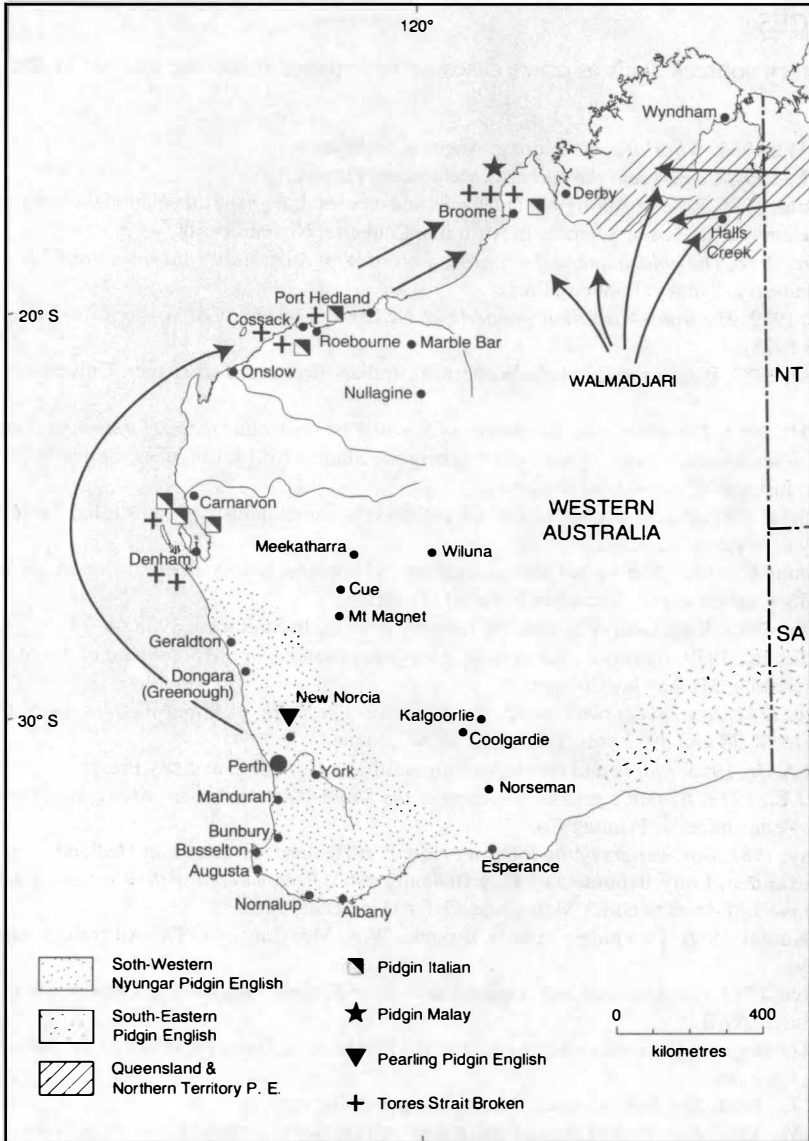 120°
Wyndham
Derby
Broome
Halls
Creek
Port Hedland
20° S
Cossack
Roebourne
Marble Bar
Onslow
Nullagine
WALMADJARI
NT
Carnarvon
WESTERN
AUSTRALIA
Meekatharra
Wiluna
Denham
Cue
Mt Magnet
SA
Geraldton
Dongara
(Greenough)
New Norcia
30° S
Kalgoorlie
Coolgardie
Perth
York
Norseman
Mandurah
Bunbury
Busselton
Esperance
Augusta
Nornalup
Albany
Soth-Western
Nyungar Pidgin English
South-Eastern
Pidgin English
Queensland &
Northern Territory P. E.
Pidgin Italian
Pidgin Malay
Pearling Pidgin English
Torres Strait Broken
0 400
kilometres